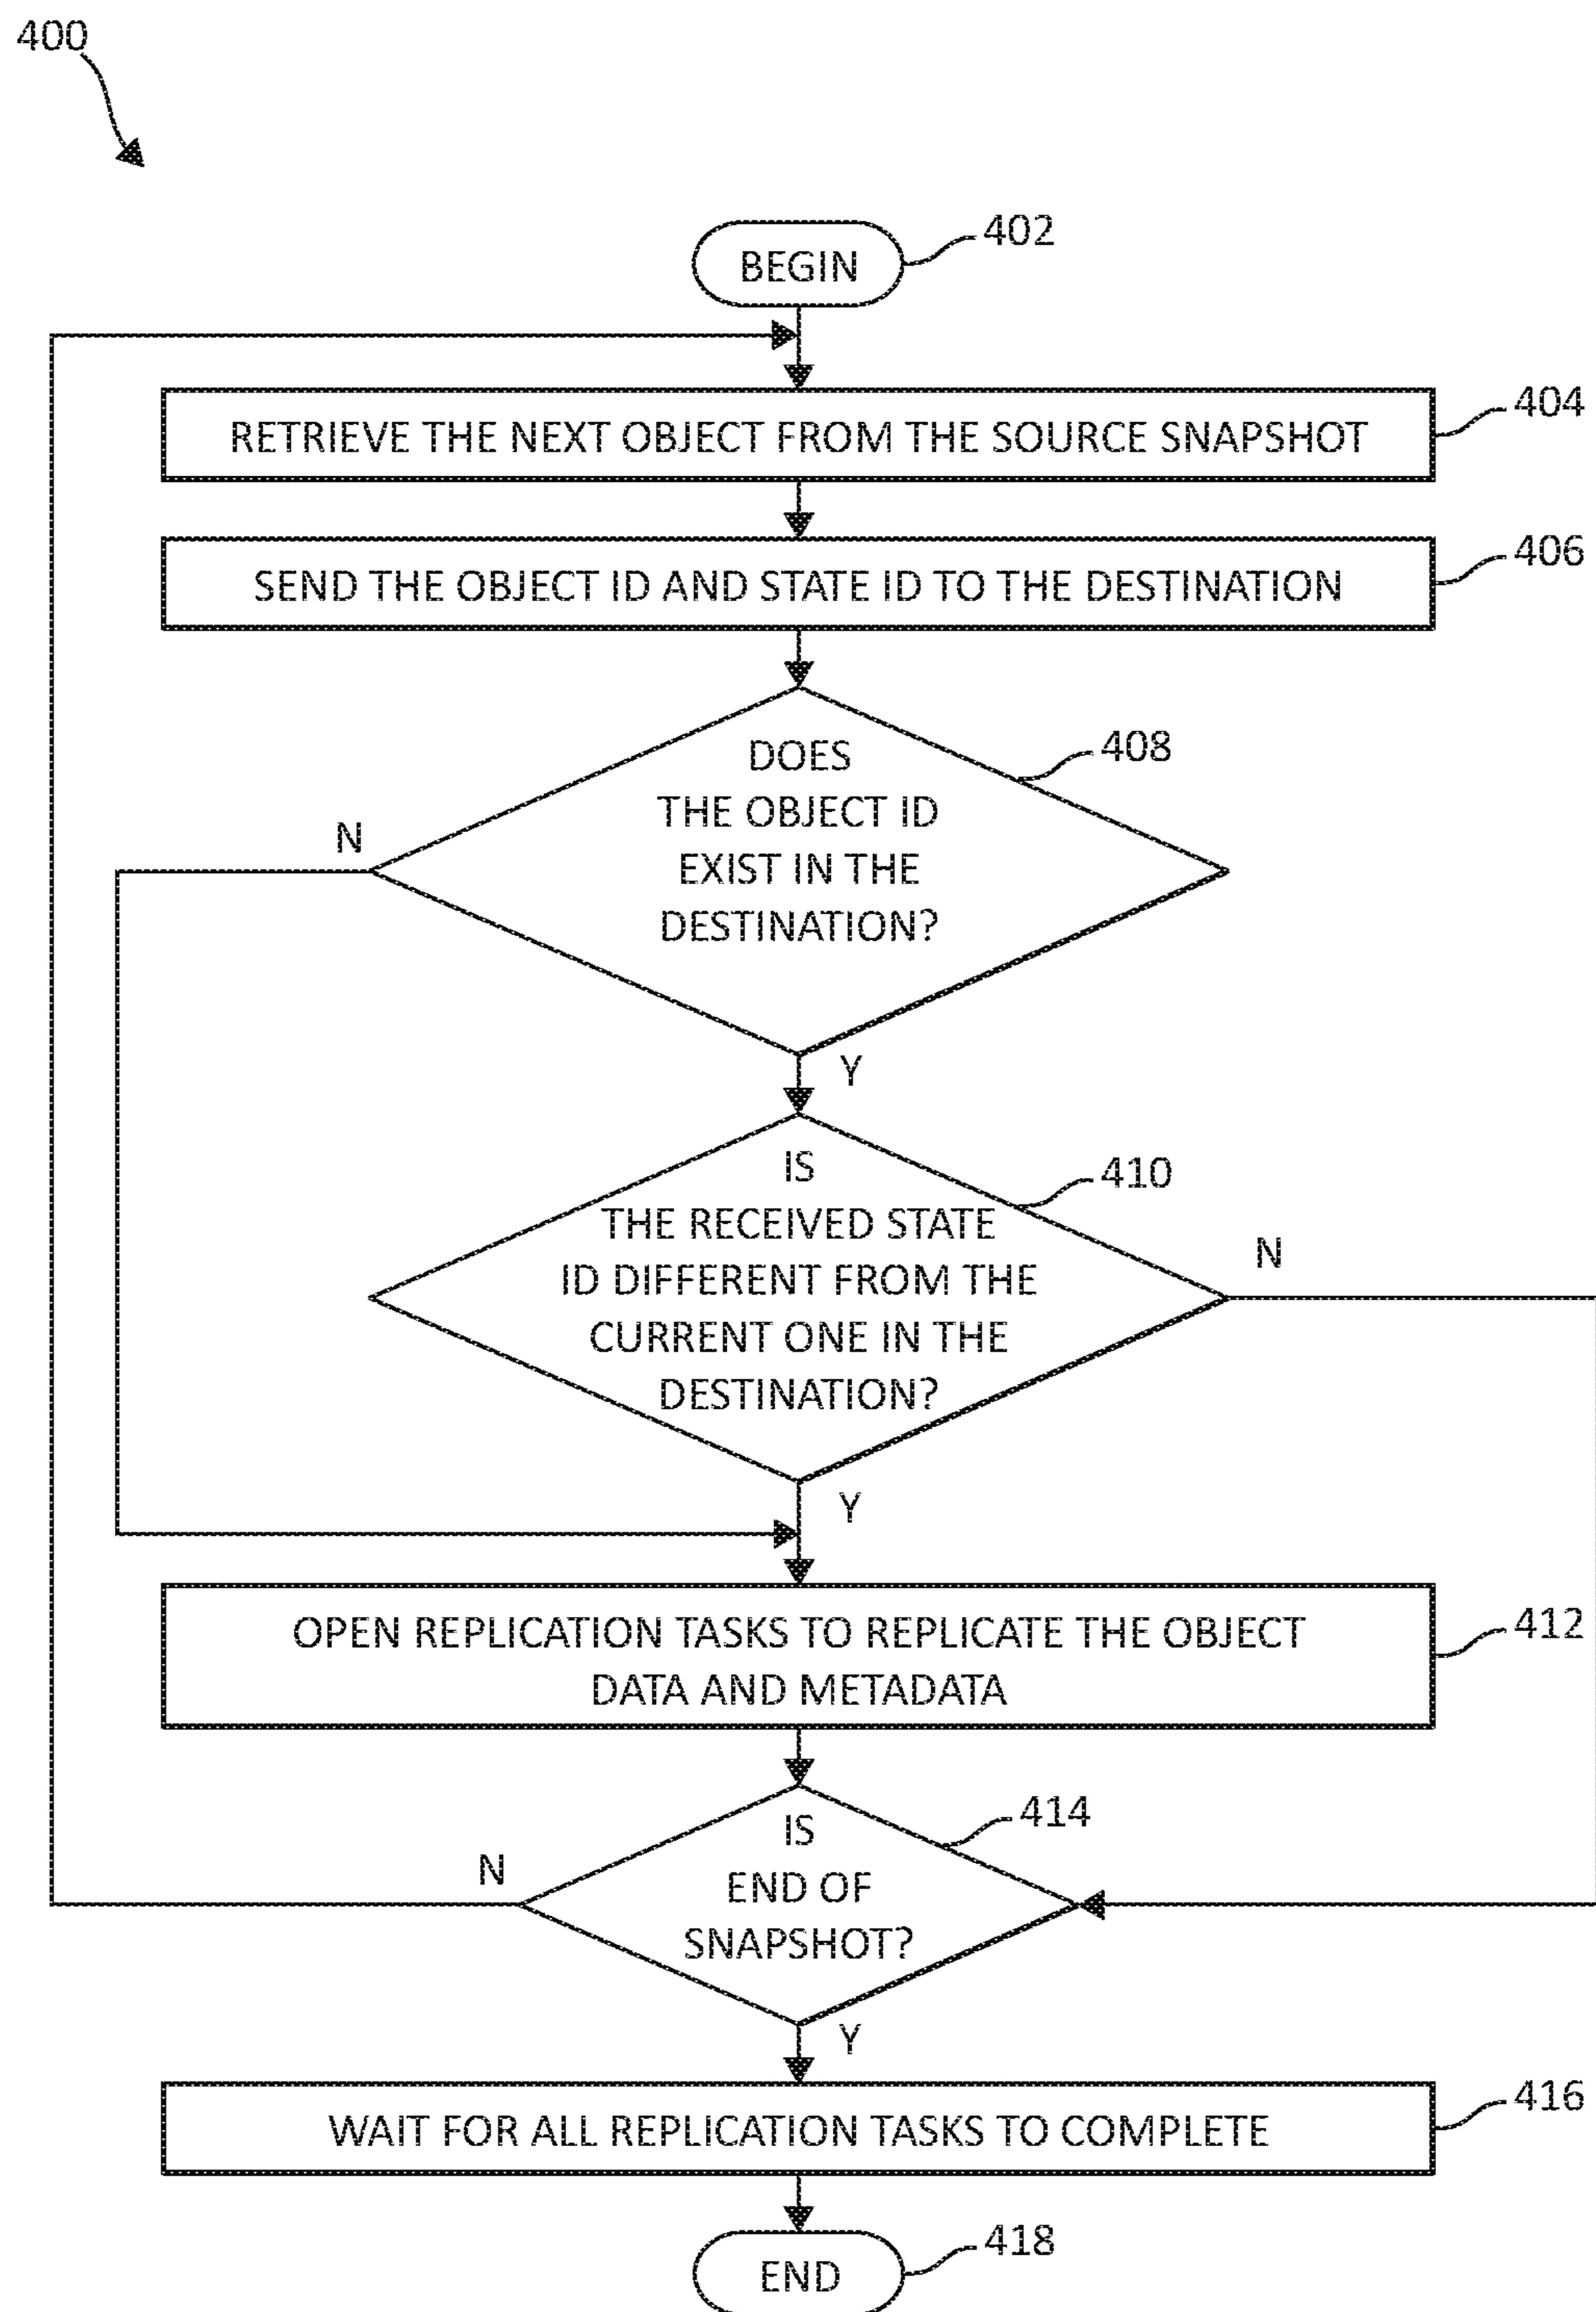 400
BEGIN
402
RETRIEVE THE NEXT OBJECT FROM THE SOURCE SNAPSHOT
404
SEND THE OBJECT ID AND STATE ID TO THE DESTINATION
406
DOES
THE OBJECT ID
EXIST IN THE
DESTINATION?
408
N
Y
IS
THE RECEIVED STATE
ID DIFFERENT FROM THE
CURRENT ONE IN THE
DESTINATION?
410
N
Y
OPEN REPLICATION TASKS TO REPLICATE THE OBJECT
DATA AND METADATA
412
IS
END OF
SNAPSHOT?
414
N
Y
WAIT FOR ALL REPLICATION TASKS TO COMPLETE
416
END
418